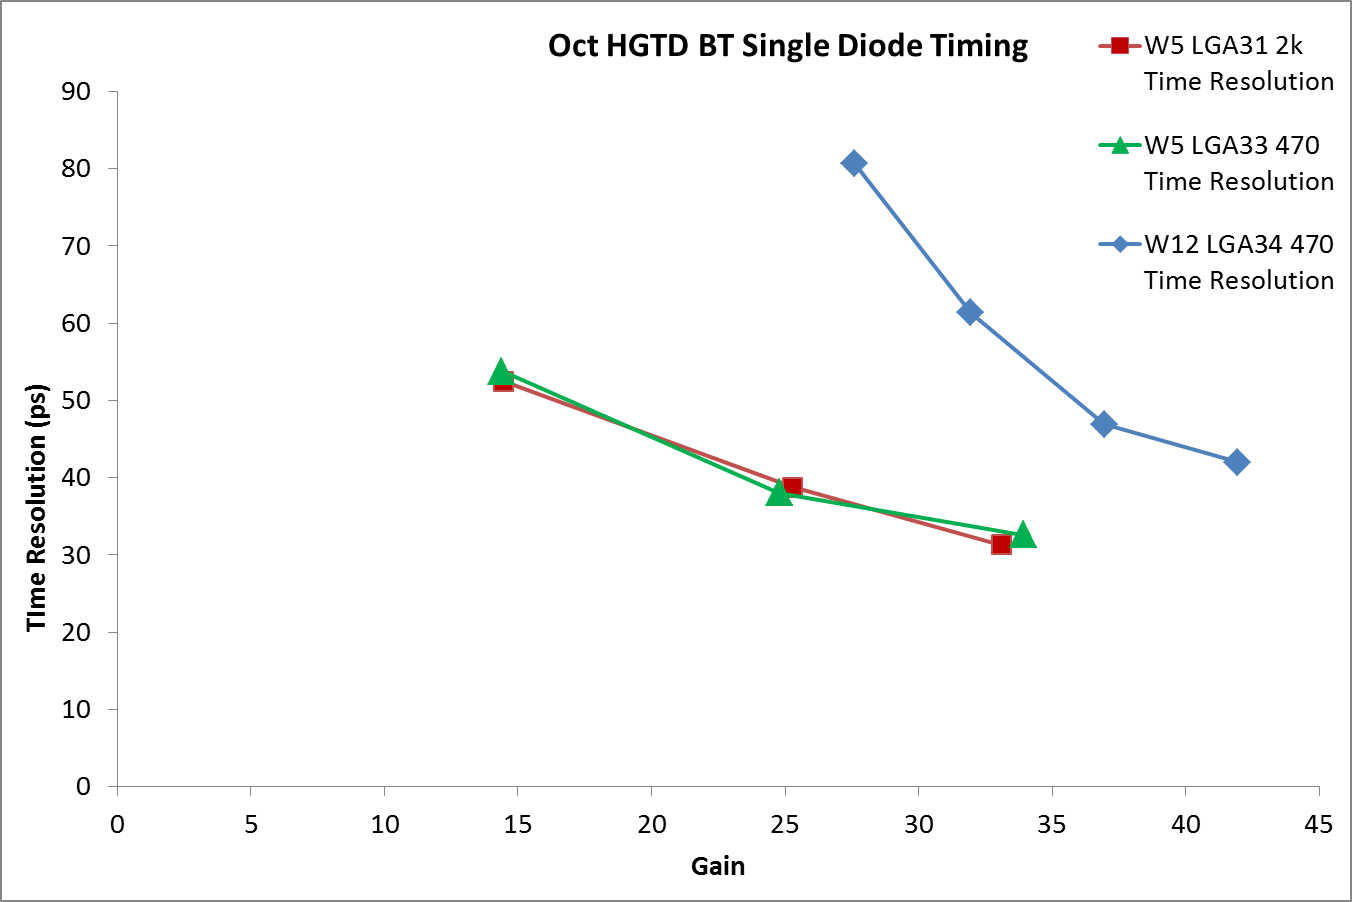 Oct HGTD BT Single Diode Timing
W5 LGA31 2k
Time Resolution
W5 LGA33 470
Time Resolution
W12 LGA34 470
Time Resolution
90
80
70
60
50
40
30
20
10
0
TIme Resolution (ps)
0 5 10 15 20 25 30 35 40 45
Gain